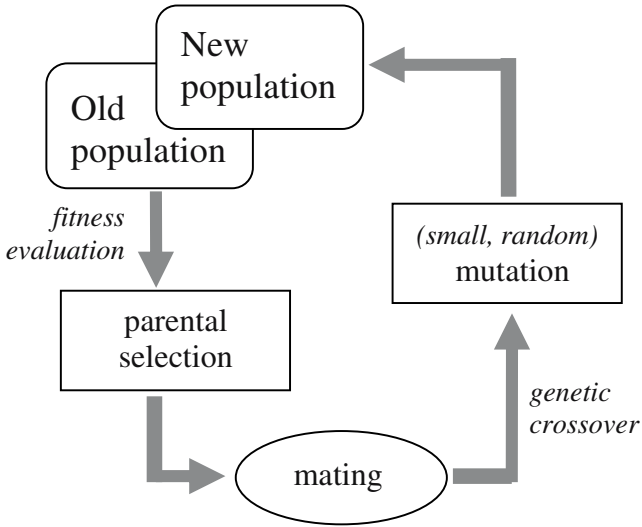 New
population
Old
population
fitness
evaluation
parental
selection
mating
genetic
crossover
(small, random)
mutation